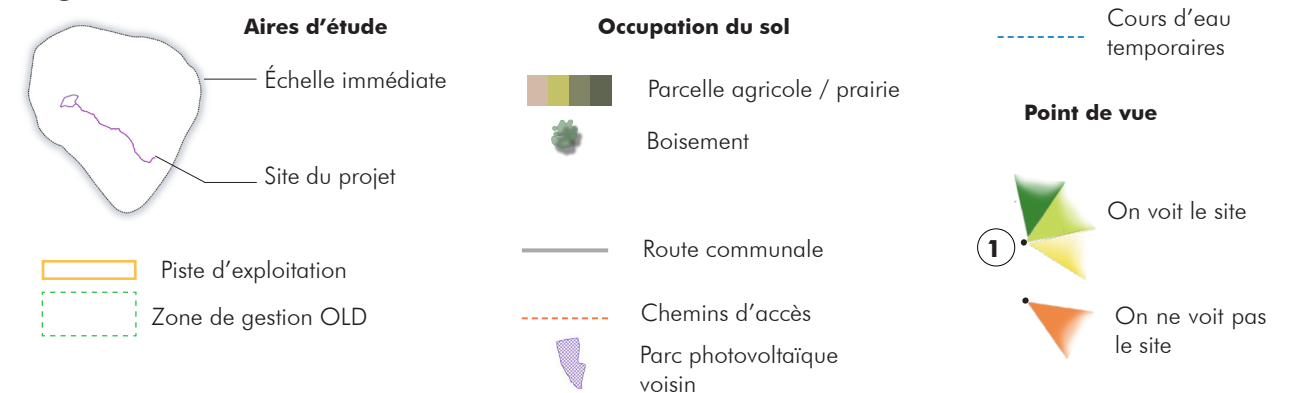 Aires d'étude
Échelle immédiate
Site du projet
Piste d'exploitation
Zone de gestion OLD
Occupation du sol
Parcelle agricole / prairie
Boisement
Route communale
Chemins d'accès
Parc photovoltaïque
voisin
Cours d'eau
temporaires
Point de vue
1
On voit le site
On ne voit pas
le site